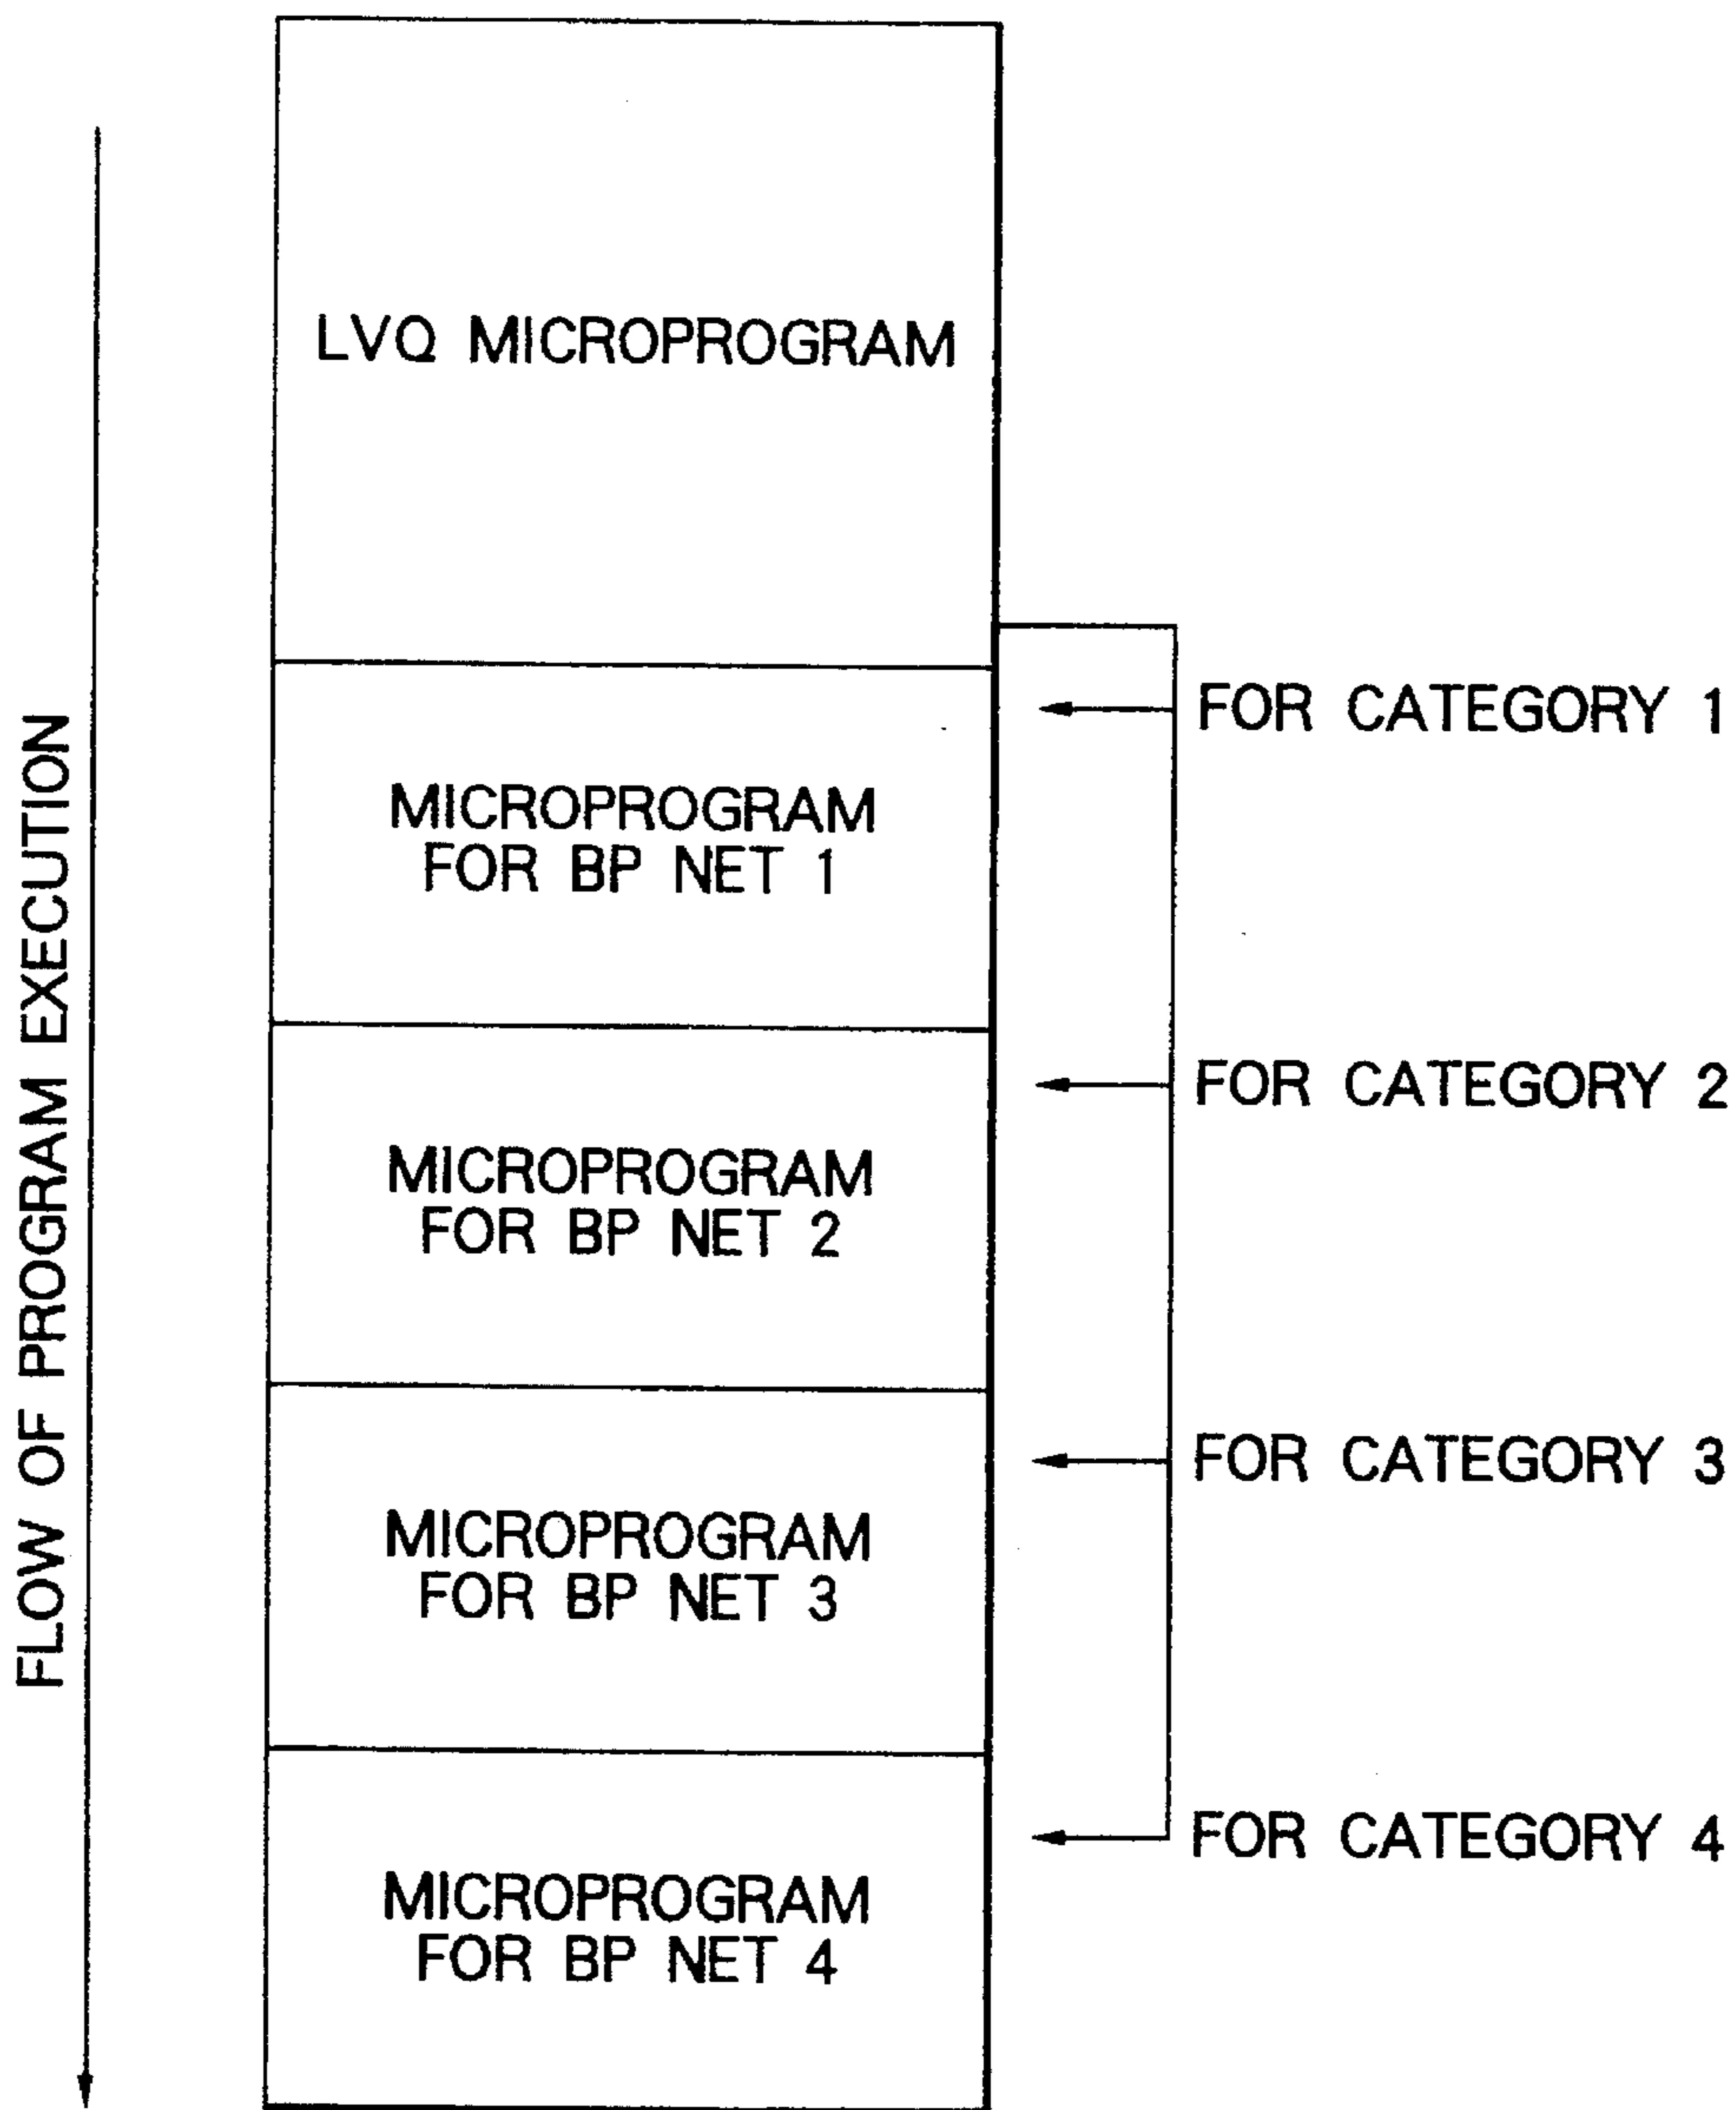 FLOW OF PROGRAM EXECUTION
LVQ MICROPROGRAM
MICROPROGRAM
FOR BP NET 1
MICROPROGRAM
FOR BP NET 2
MICROPROGRAM
FOR BP NET 3
MICROPROGRAM
FOR BP NET 4
FOR CATEGORY 1
FOR CATEGORY 2
FOR CATEGORY 3
FOR CATEGORY 4